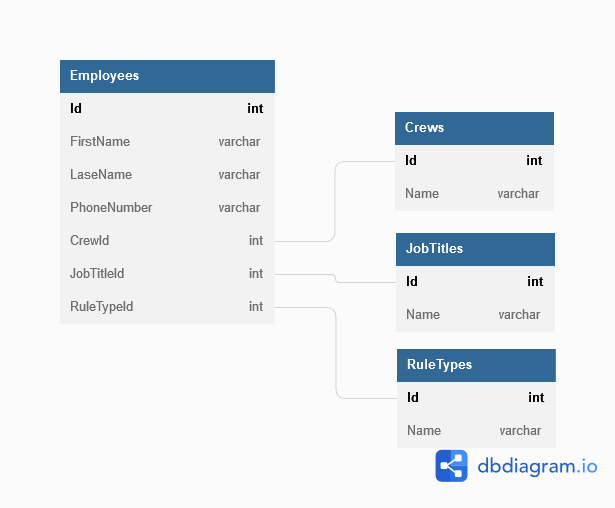 Employees
Id int
FirstName varchar
LaseName varchar
PhoneNumber varchar
CrewId int
JobTitleId int
RuleTypeId int
Crews
Id int
Name varchar
JobTitles
Id int
Name varchar
RuleTypes
Id int
Name varchar
dbdiagram.io